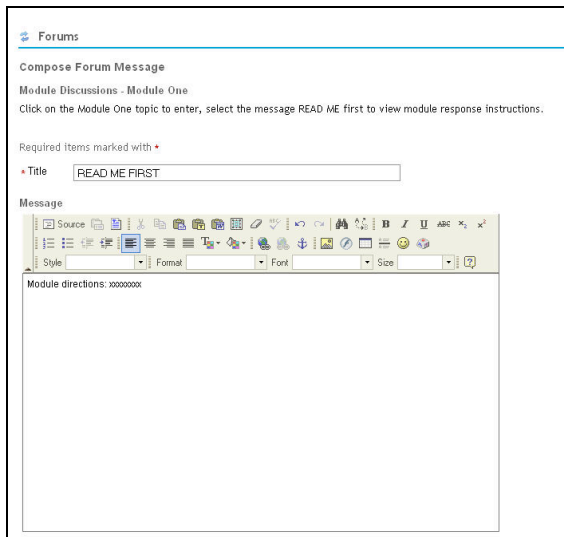 Forums
Compose Forum Message
Module Discussions - Module One
Click on the Module One topic to enter, select the message READ ME first to view module response instructions.
Required items marked with *
* Title READ ME FIRST
Message
Source B I U ABC x₂ x²
Style Format Font Size
Module directions: xxxxxxxx